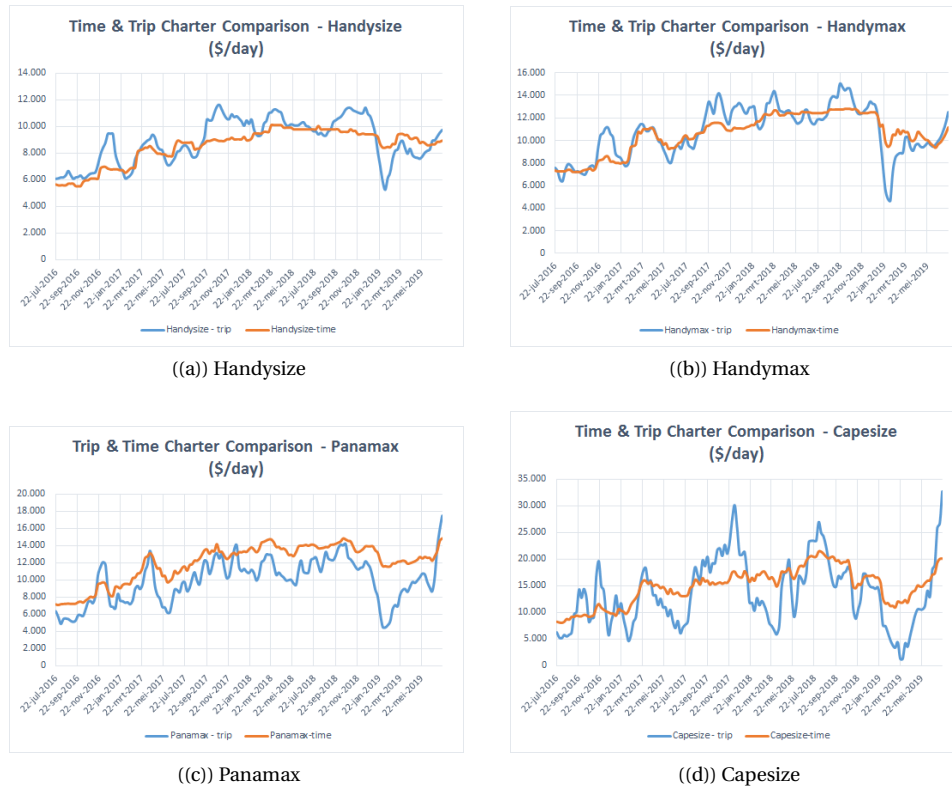 Time & Trip Charter Comparison - Handysize
($/day)
14.000
12.000
10.000
8.000
6.000
4.000
2.000
0
22-jul-2016
22-sep-2016
22-nov-2016
22-jan-2017
22-mrt-2017
22-mei-2017
22-jul-2017
22-sep-2017
22-nov-2017
22-jan-2018
22-mrt-2018
22-mei-2018
22-jul-2018
22-sep-2018
22-nov-2018
22-jan-2019
22-mrt-2019
22-mei-2019
Handysize - trip
Handysize-time
((a)) Handysize
Time & Trip Charter Comparison - Handymax
($/day)
16.000
14.000
12.000
10.000
8.000
6.000
4.000
2.000
0
22-jul-2016
22-sep-2016
22-nov-2016
22-jan-2017
22-mrt-2017
22-mei-2017
22-jul-2017
22-sep-2017
22-nov-2017
22-jan-2018
22-mrt-2018
22-mei-2018
22-jul-2018
22-sep-2018
22-nov-2018
22-jan-2019
22-mrt-2019
22-mei-2019
Handymax - trip
Handymax-time
((b)) Handymax
Trip & Time Charter Comparison - Panamax
($/day)
20.000
18.000
16.000
14.000
12.000
10.000
8.000
6.000
4.000
2.000
0
22-jul-2016
22-sep-2016
22-nov-2016
22-jan-2017
22-mrt-2017
22-mei-2017
22-jul-2017
22-sep-2017
22-nov-2017
22-jan-2018
22-mrt-2018
22-mei-2018
22-jul-2018
22-sep-2018
22-nov-2018
22-jan-2019
22-mrt-2019
22-mei-2019
Panamax - trip
Panamax-time
((c)) Panamax
Time & Trip Charter Comparison - Capesize
($/day)
35.000
30.000
25.000
20.000
15.000
10.000
5.000
0
22-jul-2016
22-sep-2016
22-nov-2016
22-jan-2017
22-mrt-2017
22-mei-2017
22-jul-2017
22-sep-2017
22-nov-2017
22-jan-2018
22-mrt-2018
22-mei-2018
22-jul-2018
22-sep-2018
22-nov-2018
22-jan-2019
22-mrt-2019
22-mei-2019
Capesize - trip
Capesize-time
((d)) Capesize